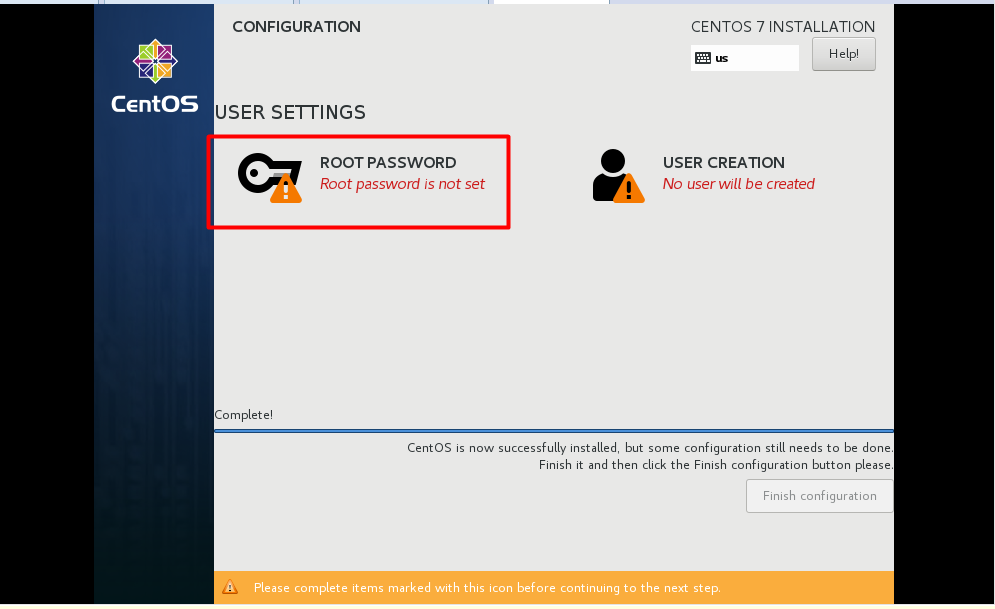 CONFIGURATION
CENTOS 7 INSTALLATION
us
Help!
CentOS
USER SETTINGS
ROOT PASSWORD
Root password is not set
USER CREATION
No user will be created
Complete!
CentOS is now successfully installed, but some configuration still needs to be done.
Finish it and then click the Finish configuration button please.
Finish configuration
Please complete items marked with this icon before continuing to the next step.